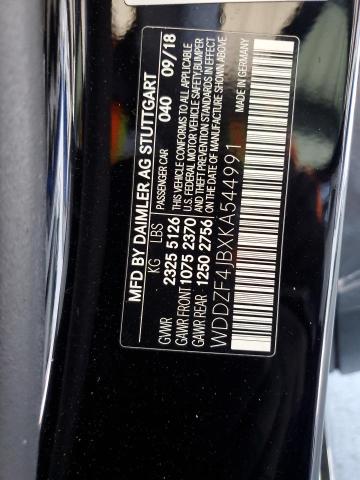 MFD BY DAIMLER AG STUTTGART
KG LBS PASSENGER CAR 040 09/18
GVWR 2325 5126 THIS VEHICLE CONFORMS TO ALL APPLICABLE
GAWR FRONT 1075 2370 U.S. FEDERAL MOTOR VEHICLE SAFETY, BUMPER
GAWR REAR 1250 2756 AND THEFT PREVENTION STANDARDS IN EFFECT
ON THE DATE OF MANUFACTURE SHOWN ABOVE
WDDZF4JBXKA544991
MADE IN GERMANY